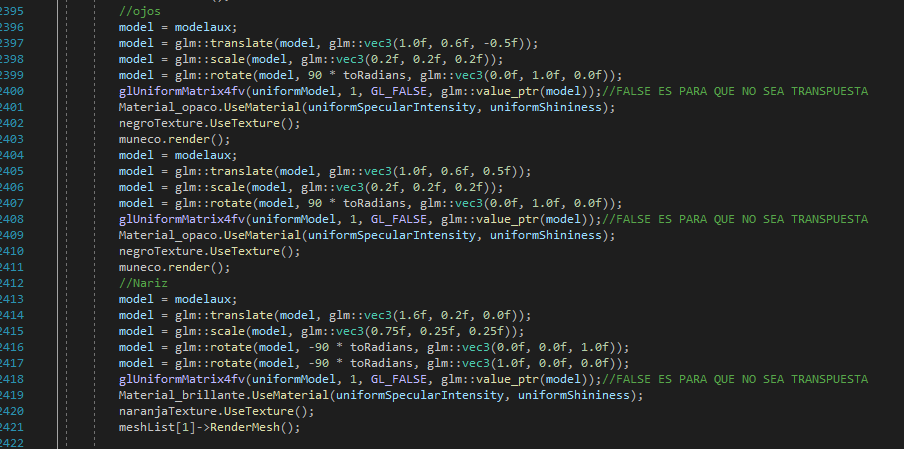 2395 //ojos
2396 model = modelaux;
2397 model = glm::translate(model, glm::vec3(1.0f, 0.6f, -0.5f));
2398 model = glm::scale(model, glm::vec3(0.2f, 0.2f, 0.2f));
2399 model = glm::rotate(model, 90 * toRadians, glm::vec3(0.0f, 1.0f, 0.0f));
2400 glUniformMatrix4fv(uniformModel, 1, GL_FALSE, glm::value_ptr(model));//FALSE ES PARA QUE NO SEA TRANSPUESTA
2401 Material_opaco.UseMaterial(uniformSpecularIntensity, uniformShininess);
2402 negroTexture.UseTexture();
2403 muneco.render();
2404 model = modelaux;
2405 model = glm::translate(model, glm::vec3(1.0f, 0.6f, 0.5f));
2406 model = glm::scale(model, glm::vec3(0.2f, 0.2f, 0.2f));
2407 model = glm::rotate(model, 90 * toRadians, glm::vec3(0.0f, 1.0f, 0.0f));
2408 glUniformMatrix4fv(uniformModel, 1, GL_FALSE, glm::value_ptr(model));//FALSE ES PARA QUE NO SEA TRANSPUESTA
2409 Material_opaco.UseMaterial(uniformSpecularIntensity, uniformShininess);
2410 negroTexture.UseTexture();
2411 muneco.render();
2412 //Nariz
2413 model = modelaux;
2414 model = glm::translate(model, glm::vec3(1.6f, 0.2f, 0.0f));
2415 model = glm::scale(model, glm::vec3(0.75f, 0.25f, 0.25f));
2416 model = glm::rotate(model, -90 * toRadians, glm::vec3(0.0f, 0.0f, 1.0f));
2417 model = glm::rotate(model, -90 * toRadians, glm::vec3(1.0f, 0.0f, 0.0f));
2418 glUniformMatrix4fv(uniformModel, 1, GL_FALSE, glm::value_ptr(model));//FALSE ES PARA QUE NO SEA TRANSPUESTA
2419 Material_brillante.UseMaterial(uniformSpecularIntensity, uniformShininess);
2420 naranjaTexture.UseTexture();
2421 meshList[1]->RenderMesh();
2422